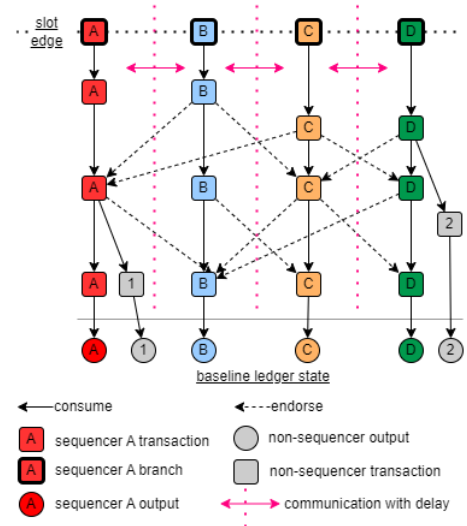 slot
edge
A B C D
A B
C D
A B C D
2
A 1 B C D
A 1 B C D 2
baseline ledger state
consume endorse
A sequencer A transaction non-sequencer output
A sequencer A branch non-sequencer transaction
A sequencer A output communication with delay